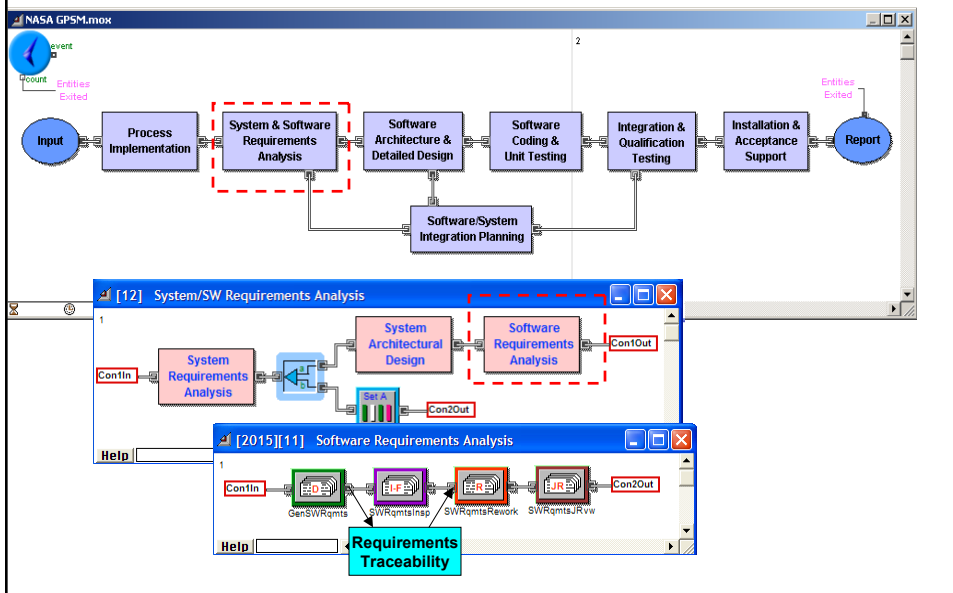 NASA GPSM.mox
event
count
Entities
Exited
2
Entities
Exited
Input
Process
Implementation
System & Software
Requirements
Analysis
Software
Architecture &
Detailed Design
Software
Coding &
Unit Testing
Integration &
Qualification
Testing
Installation &
Acceptance
Support
Report
Software/System
Integration Planning
[12] System/SW Requirements Analysis
1
Con1In
System
Requirements
Analysis
a
b
System
Architectural
Design
Software
Requirements
Analysis
Con1Out
Set A
Con2Out
Help
[2015][11] Software Requirements Analysis
1
Con1In
D
GenSWRqmts
I-F
SWRqmtsInsp
R
SWRqmtsRework
JR
SWRqmtsJRvw
Con2Out
Requirements
Traceability
Help